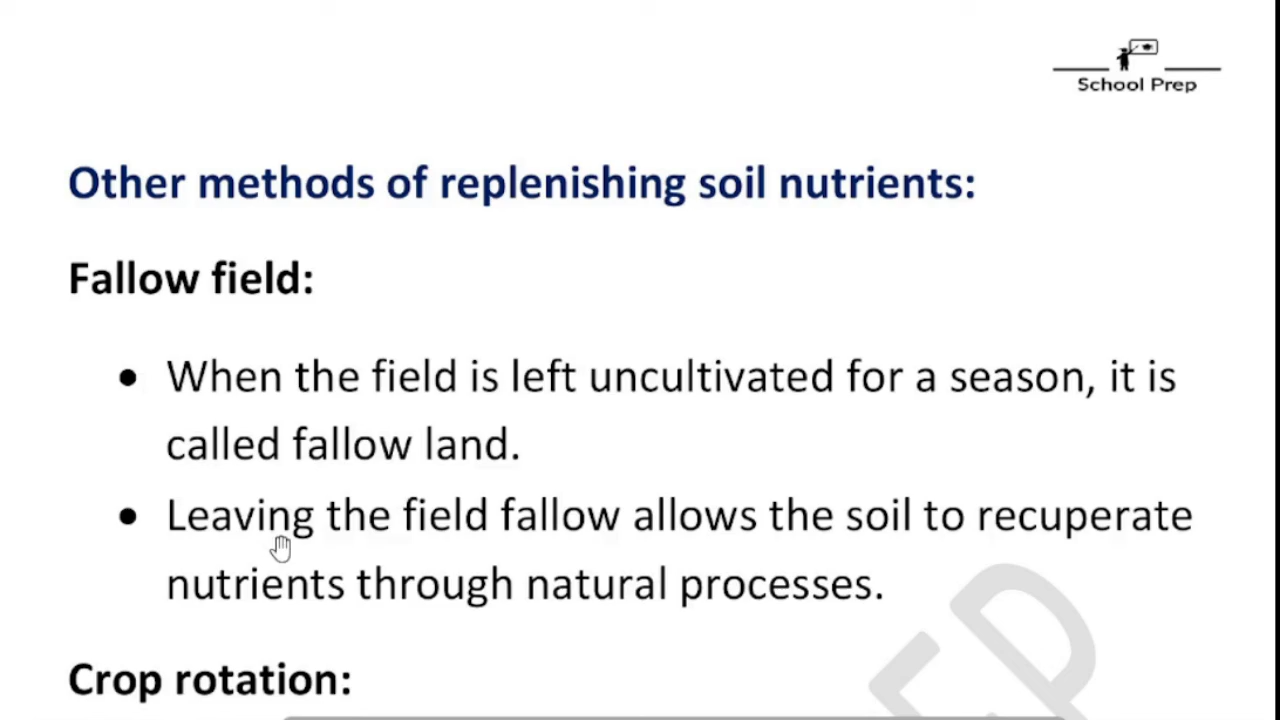 School Prep
Other methods of replenishing soil nutrients:
Fallow field:
• When the field is left uncultivated for a season, it is
called fallow land.
• Leaving the field fallow allows the soil to recuperate
nutrients through natural processes.
EP
Crop rotation: